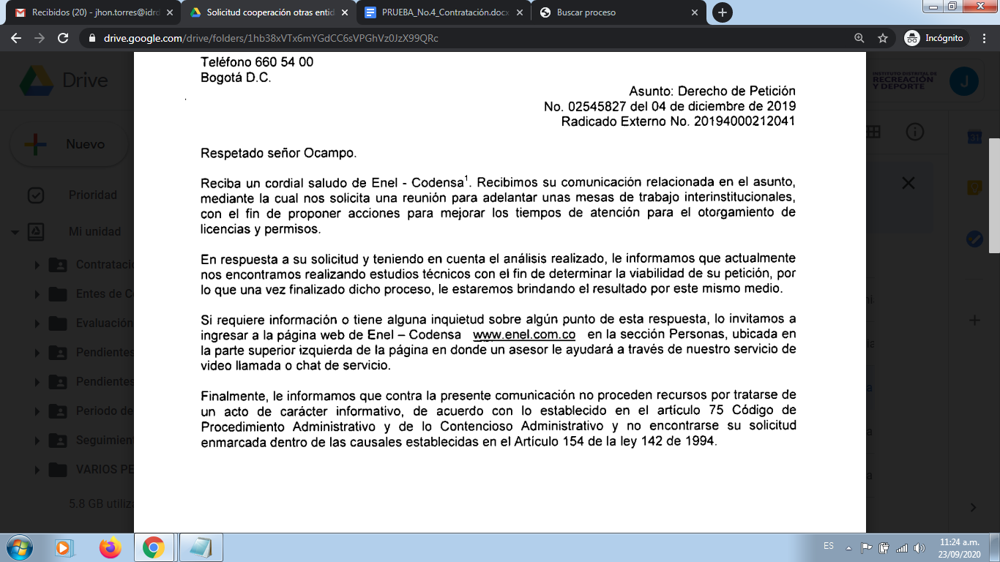 Recibidos (20) - jhon.torres@idrd
Solicitud cooperación otras entid
PRUEBA_No.4_Contratación.docx
Buscar proceso
drive.google.com/drive/folders/1hb38xVTx6mYGdCC6sVPGhVz0JzX99QRc
Incógnito
Drive
INSTITUTO DISTRITAL DE
RECREACIÓN
Y DEPORTE
J
Nuevo
Prioridad
Mi unidad
Contratació
Entes de C
Evaluación
Pendientes
Pendientes
Periodo de
Seguimient
VARIOS PE
5.8 GB utiliza
Teléfono 660 54 00
Bogotá D.C.
Asunto: Derecho de Petición
No. 02545827 del 04 de diciembre de 2019
Radicado Externo No. 20194000212041
Respetado señor Ocampo.
Reciba un cordial saludo de Enel - Codensa¹. Recibimos su comunicación relacionada en el asunto,
mediante la cual nos solicita una reunión para adelantar unas mesas de trabajo interinstitucionales,
con el fin de proponer acciones para mejorar los tiempos de atención para el otorgamiento de
licencias y permisos.
En respuesta a su solicitud y teniendo en cuenta el análisis realizado, le informamos que actualmente
nos encontramos realizando estudios técnicos con el fin de determinar la viabilidad de su petición, por
lo que una vez finalizado dicho proceso, le estaremos brindando el resultado por este mismo medio.
Si requiere información o tiene alguna inquietud sobre algún punto de esta respuesta, lo invitamos a
ingresar a la página web de Enel – Codensa www.enel.com.co en la sección Personas, ubicada en
la parte superior izquierda de la página en donde un asesor le ayudará a través de nuestro servicio de
video llamada o chat de servicio.
Finalmente, le informamos que contra la presente comunicación no proceden recursos por tratarse de
un acto de carácter informativo, de acuerdo con lo establecido en el artículo 75 Código de
Procedimiento Administrativo y de lo Contencioso Administrativo y no encontrarse su solicitud
enmarcada dentro de las causales establecidas en el Artículo 154 de la ley 142 de 1994.
31
ES
11:24 a.m.
23/09/2020